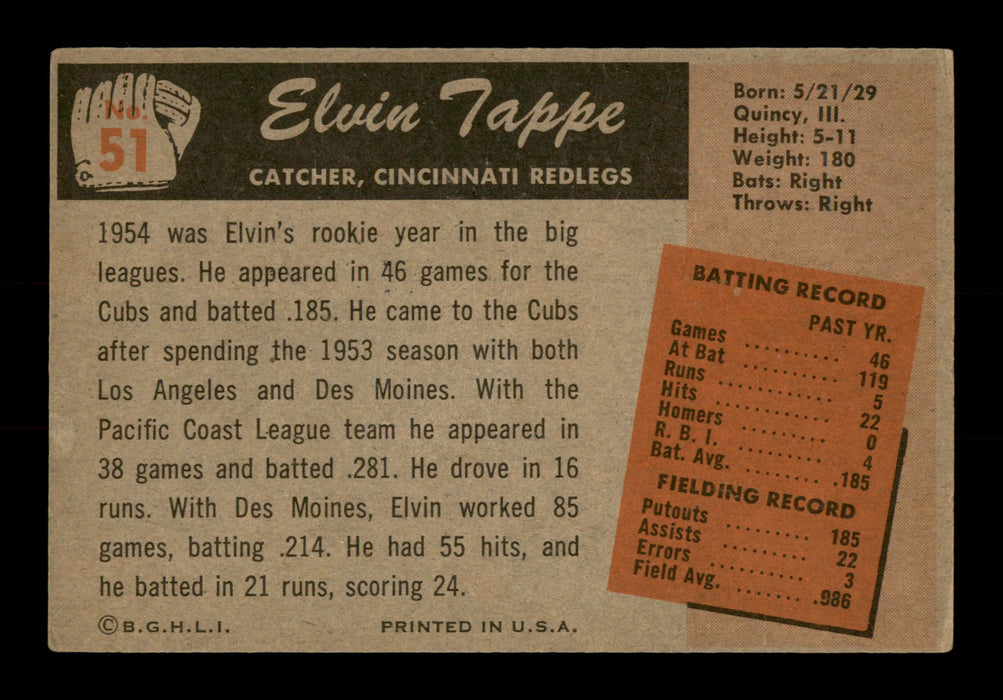 No.
51
Elvin Tappe
CATCHER, CINCINNATI REDLEGS
Born: 5/21/29
Quincy, Ill.
Height: 5-11
Weight: 180
Bats: Right
Throws: Right
1954 was Elvin's rookie year in the big
leagues. He appeared in 46 games for the
Cubs and batted .185. He came to the Cubs
after spending the 1953 season with both
Los Angeles and Des Moines. With the
Pacific Coast League team he appeared in
38 games and batted .281. He drove in 16
runs. With Des Moines, Elvin worked 85
games, batting .214. He had 55 hits, and
he batted in 21 runs, scoring 24.
BATTING RECORD
PAST YR.
Games .......... 46
At Bat .......... 119
Runs ............ 5
Hits ............ 22
Homers .......... 0
R. B. I. ......... 4
Bat. Avg. ......... .185
FIELDING RECORD
Putouts ........ 185
Assists ......... 22
Errors .......... 3
Field Avg. ....... .986
©B.G.H.L.I.
PRINTED IN U.S.A.